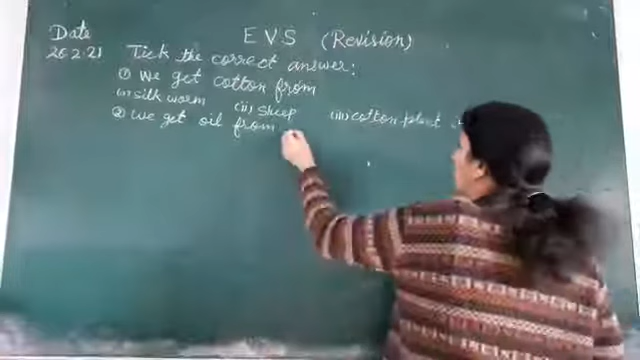 Date E V S (Revision)
26.2.21 Tick the correct answer:
① We get cotton from
(i) silk worm (ii) sheep (iii) cotton plant
② We get oil from